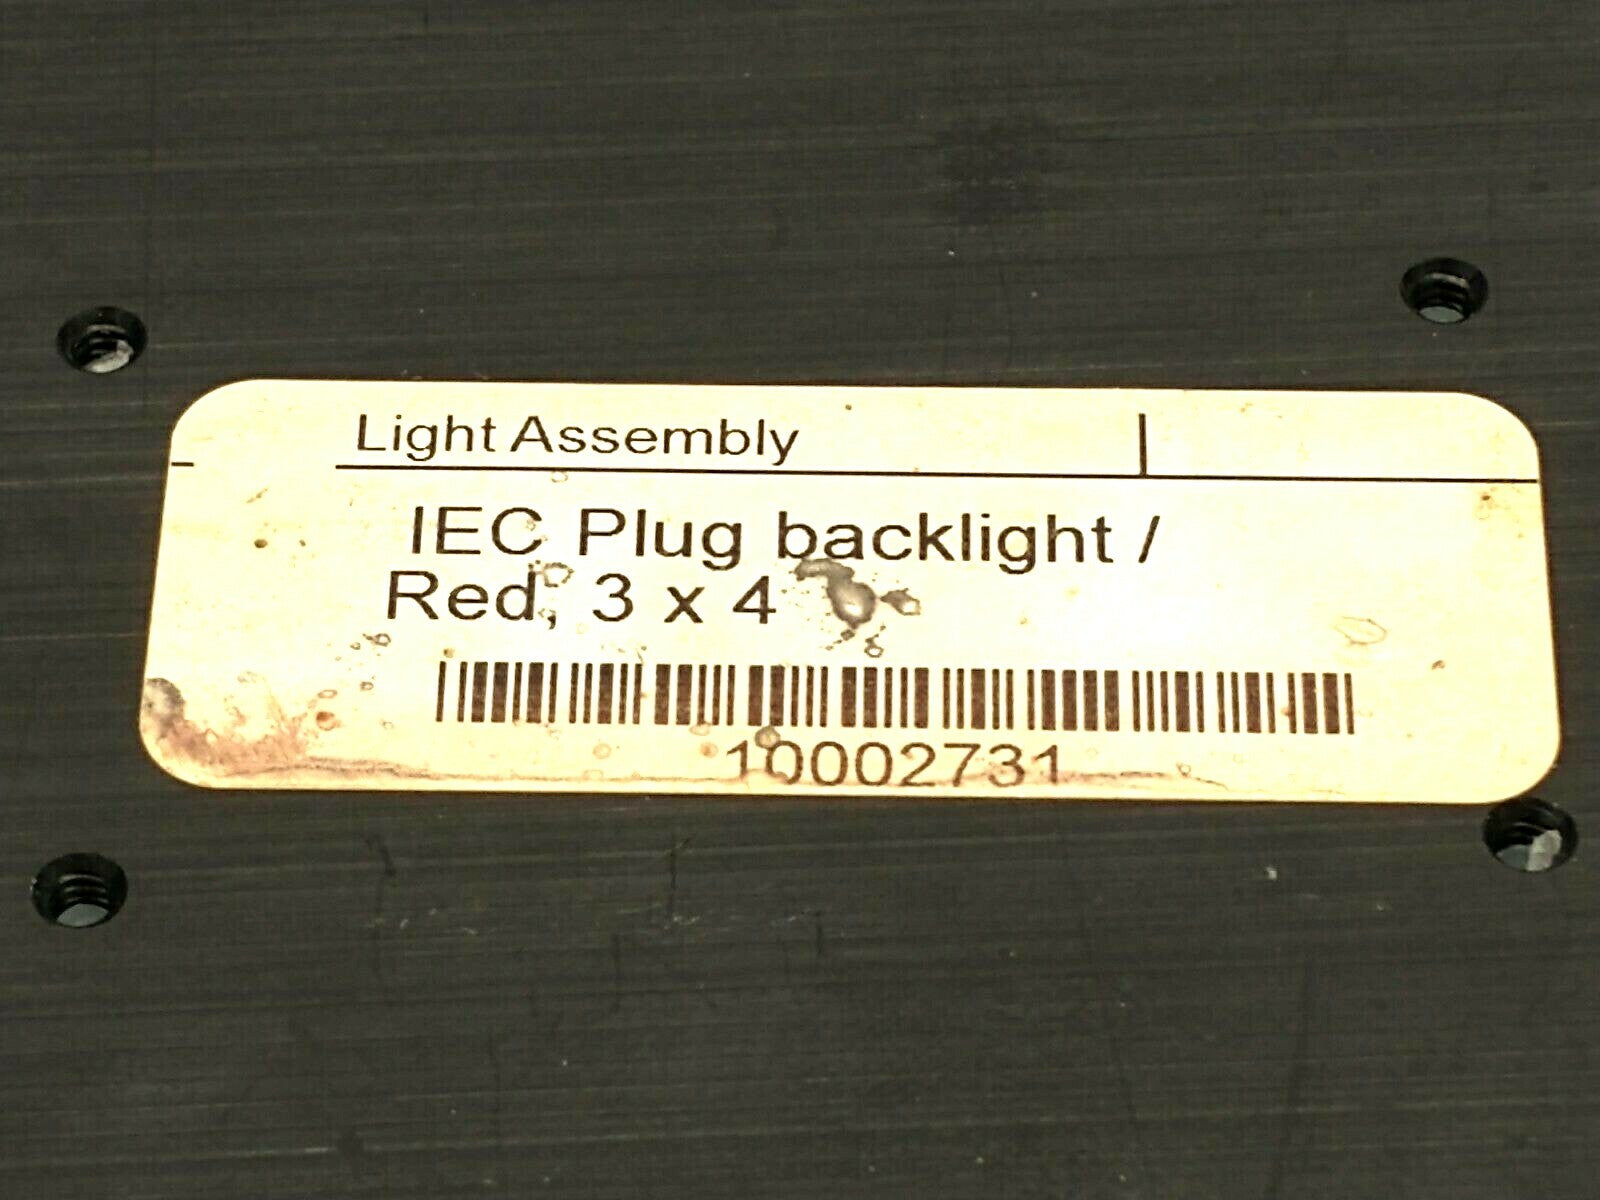 Light Assembly
IEC Plug backlight /
Red, 3 x 4
10002731